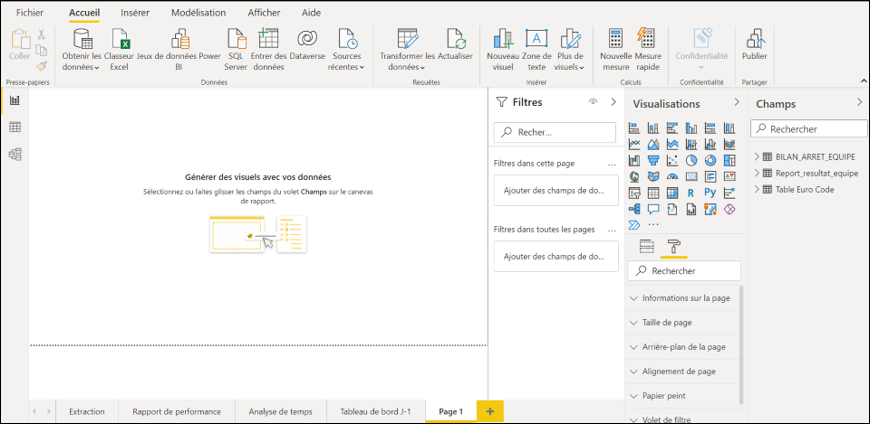 Fichier Accueil Insérer Modélisation Afficher Aide
Coller
Obtenir les données
Classeur Excel
Jeux de données Power BI
SQL Server
Entrer des données
Dataverse
Sources récentes
Transformer les données
Actualiser
Nouveau visuel
Zone de texte
Plus de visuels
Nouvelle mesure
Mesure rapide
Confidentialité
Publier
Presse-papiers Données Requêtes Insérer Calculs Confidentialité Partager
Générer des visuels avec vos données
Sélectionnez ou faites glisser les champs du volet Champs sur le canevas
de rapport.
Filtres
Recher...
Filtres dans cette page ...
Ajouter des champs de do...
Filtres dans toutes les pages ...
Ajouter des champs de do...
Visualisations
R Py
...
Rechercher
Informations sur la page
Taille de page
Arrière-plan de la page
Alignement de page
Papier peint
Volet de filtre
Champs
Rechercher
BILAN_ARRET_EQUIPE
Report_resultat_equipe
Table Euro Code
Extraction Rapport de performance Analyse de temps Tableau de bord J-1 Page 1 +